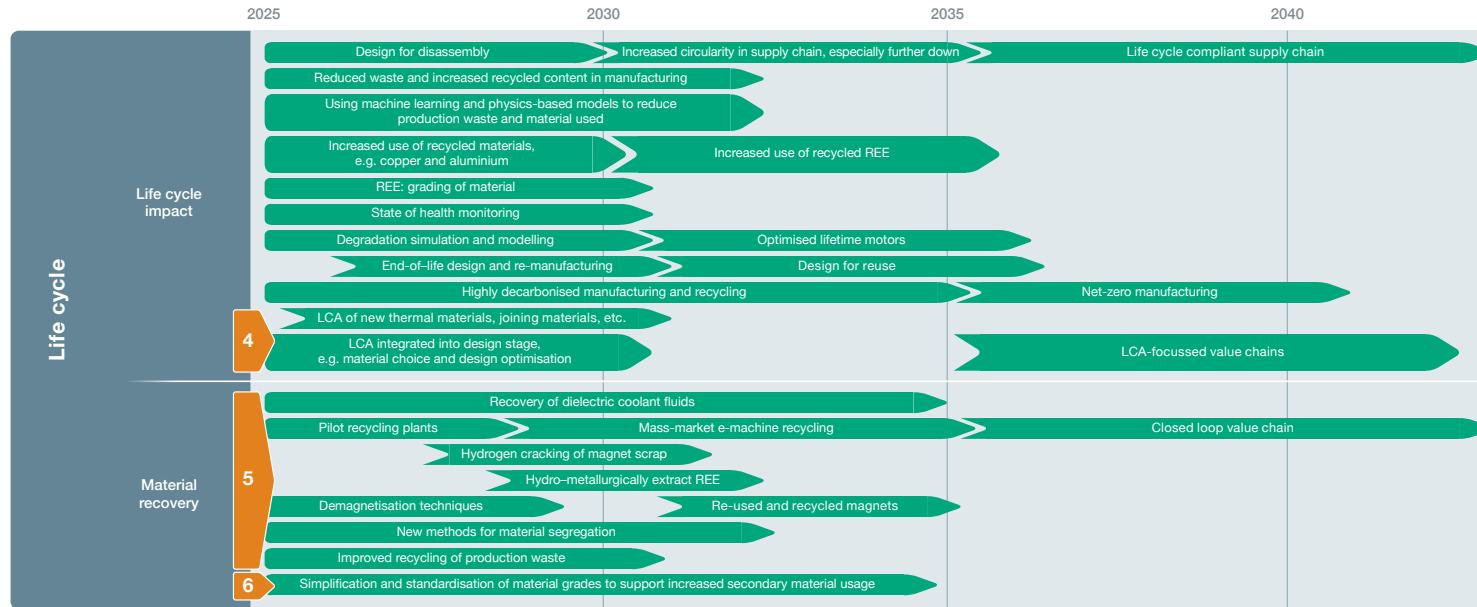 2025 2030 2035 2040
Life cycle
Life cycle
impact
Design for disassembly
Increased circularity in supply chain, especially further down
Life cycle compliant supply chain
Reduced waste and increased recycled content in manufacturing
Using machine learning and physics-based models to reduce
production waste and material used
Increased use of recycled materials,
e.g. copper and aluminium
Increased use of recycled REE
REE: grading of material
State of health monitoring
Degradation simulation and modelling
Optimised lifetime motors
End-of–life design and re-manufacturing
Design for reuse
Highly decarbonised manufacturing and recycling
Net-zero manufacturing
4
LCA of new thermal materials, joining materials, etc.
LCA integrated into design stage,
e.g. material choice and design optimisation
LCA-focussed value chains
Material
recovery
5
Recovery of dielectric coolant fluids
Pilot recycling plants
Mass-market e-machine recycling
Closed loop value chain
Hydrogen cracking of magnet scrap
Hydro–metallurgically extract REE
Demagnetisation techniques
Re-used and recycled magnets
New methods for material segregation
Improved recycling of production waste
6
Simplification and standardisation of material grades to support increased secondary material usage